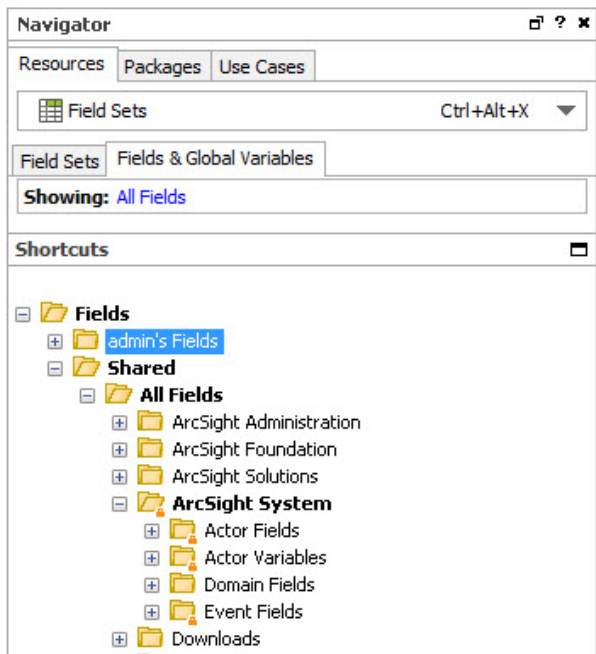 Navigator ? ×
Resources Packages Use Cases
Field Sets Ctrl+Alt+X
Field Sets Fields & Global Variables
Showing: All Fields
Shortcuts
Fields
admin's Fields
Shared
All Fields
ArcSight Administration
ArcSight Foundation
ArcSight Solutions
ArcSight System
Actor Fields
Actor Variables
Domain Fields
Event Fields
Downloads